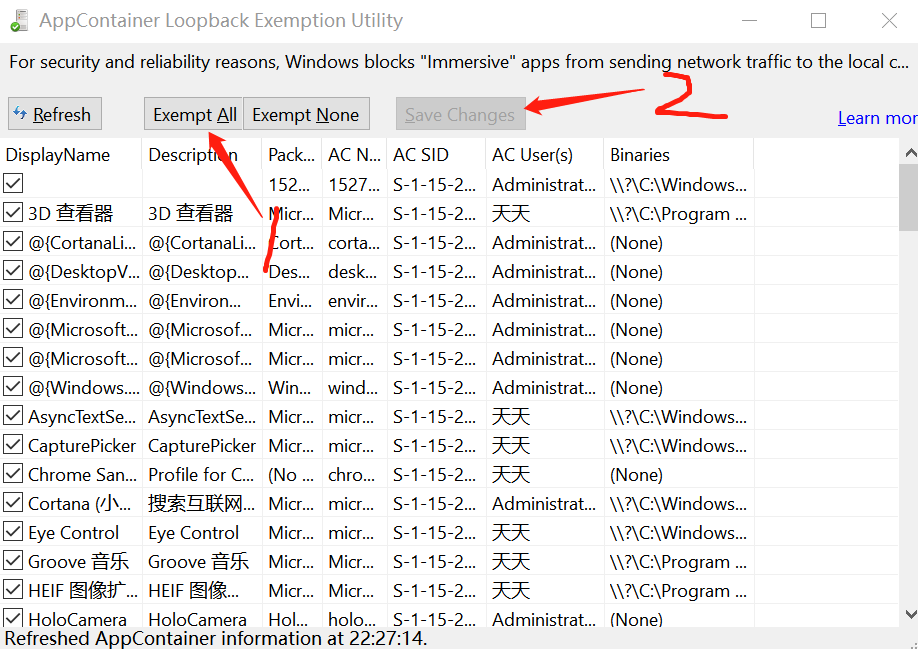 AppContainer Loopback Exemption Utility
For security and reliability reasons, Windows blocks "Immersive" apps from sending network traffic to the local c...
Refresh Exempt All Exempt None Save Changes Learn mor
1 2
DisplayName Description Pack... AC N... AC SID AC User(s) Binaries
152... 1527... S-1-15-2... Administrat... \\?\C:\Windows...
3D 查看器 3D 查看器 Micr... Micr... S-1-15-2... 天天 \\?\C:\Program ...
@{CortanaLi... @{CortanaLi... Cort... corta... S-1-15-2... Administrat... (None)
@{DesktopV... @{Desktop... Des... desk... S-1-15-2... Administrat... (None)
@{Environm... @{Environ... Envi... envir... S-1-15-2... Administrat... (None)
@{Microsoft... @{Microsof... Micr... micr... S-1-15-2... Administrat... (None)
@{Microsoft... @{Microsof... Micr... micr... S-1-15-2... Administrat... (None)
@{Windows.... @{Windows... Win... wind... S-1-15-2... Administrat... (None)
AsyncTextSe... AsyncTextSe... Micr... micr... S-1-15-2... 天天 \\?\C:\Windows...
CapturePicker CapturePicker Micr... micr... S-1-15-2... 天天 \\?\C:\Windows...
Chrome San... Profile for C... (No ... chro... S-1-15-2... 天天 (None)
Cortana (小... 搜索互联网... Micr... micr... S-1-15-2... Administrat... \\?\C:\Windows...
Eye Control Eye Control Micr... micr... S-1-15-2... 天天 \\?\C:\Windows...
Groove 音乐 Groove 音乐 Micr... Micr... S-1-15-2... 天天 \\?\C:\Program ...
HEIF 图像扩... HEIF 图像... Micr... Micr... S-1-15-2... 天天 \\?\C:\Program ...
HoloCamera HoloCamera Hol... holo... S-1-15-2... Administrat... (None)
Refreshed AppContainer information at 22:27:14.